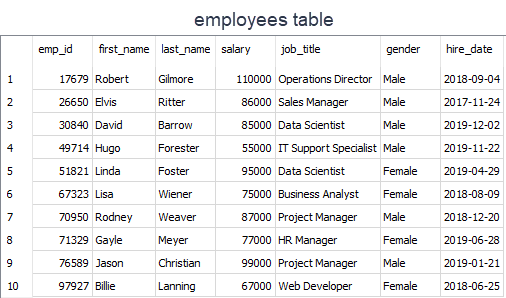 employees table
emp_id first_name last_name salary job_title gender hire_date
1 17679 Robert Gilmore 110000 Operations Director Male 2018-09-04
2 26650 Elvis Ritter 86000 Sales Manager Male 2017-11-24
3 30840 David Barrow 85000 Data Scientist Male 2019-12-02
4 49714 Hugo Forester 55000 IT Support Specialist Male 2019-11-22
5 51821 Linda Foster 95000 Data Scientist Female 2019-04-29
6 67323 Lisa Wiener 75000 Business Analyst Female 2018-08-09
7 70950 Rodney Weaver 87000 Project Manager Male 2018-12-20
8 71329 Gayle Meyer 77000 HR Manager Female 2019-06-28
9 76589 Jason Christian 99000 Project Manager Male 2019-01-21
10 97927 Billie Lanning 67000 Web Developer Female 2018-06-25